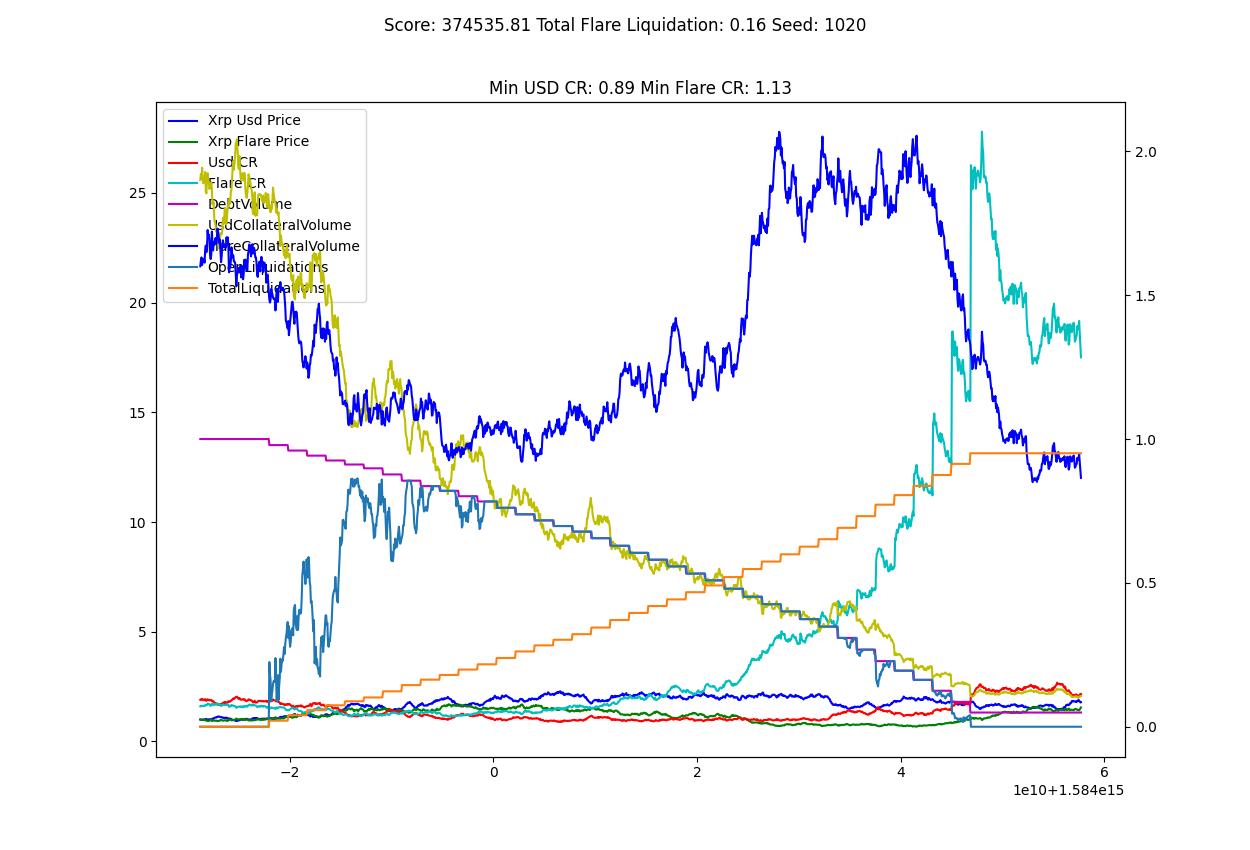 Score: 374535.81 Total Flare Liquidation: 0.16 Seed: 1020
Min USD CR: 0.89 Min Flare CR: 1.13
Xrp Usd Price
Xrp Flare Price
Usd CR
Flare CR
DebtVolume
UsdCollateralVolume
FlareCollateralVolume
OpenLiquidations
TotalLiquidations
25
20
15
10
5
0
2.0
1.5
1.0
0.5
0.0
−2
0
2
4
6
1e10+1.584e15